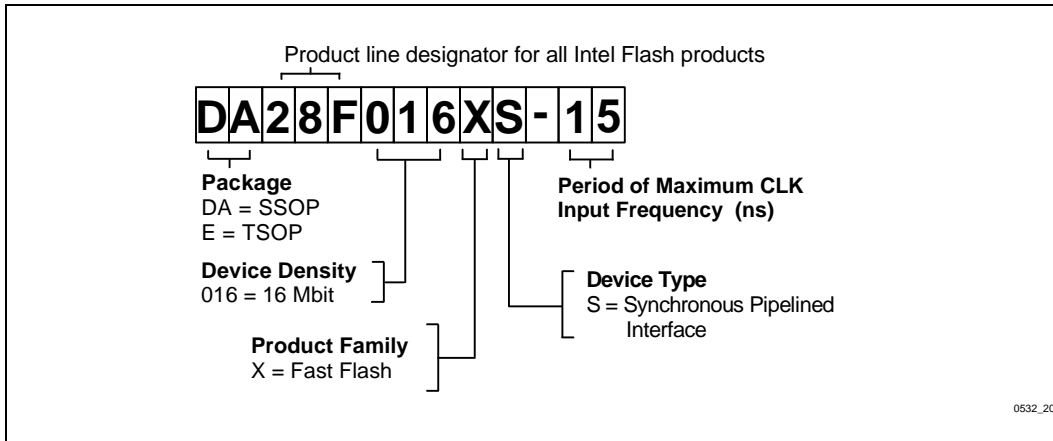 Product line designator for all Intel Flash products
DA28F016XS-15
Package
DA = SSOP
E = TSOP
Device Density
016 = 16 Mbit
Product Family
X = Fast Flash
Period of Maximum CLK
Input Frequency (ns)
Device Type
S = Synchronous Pipelined
Interface
0532_20